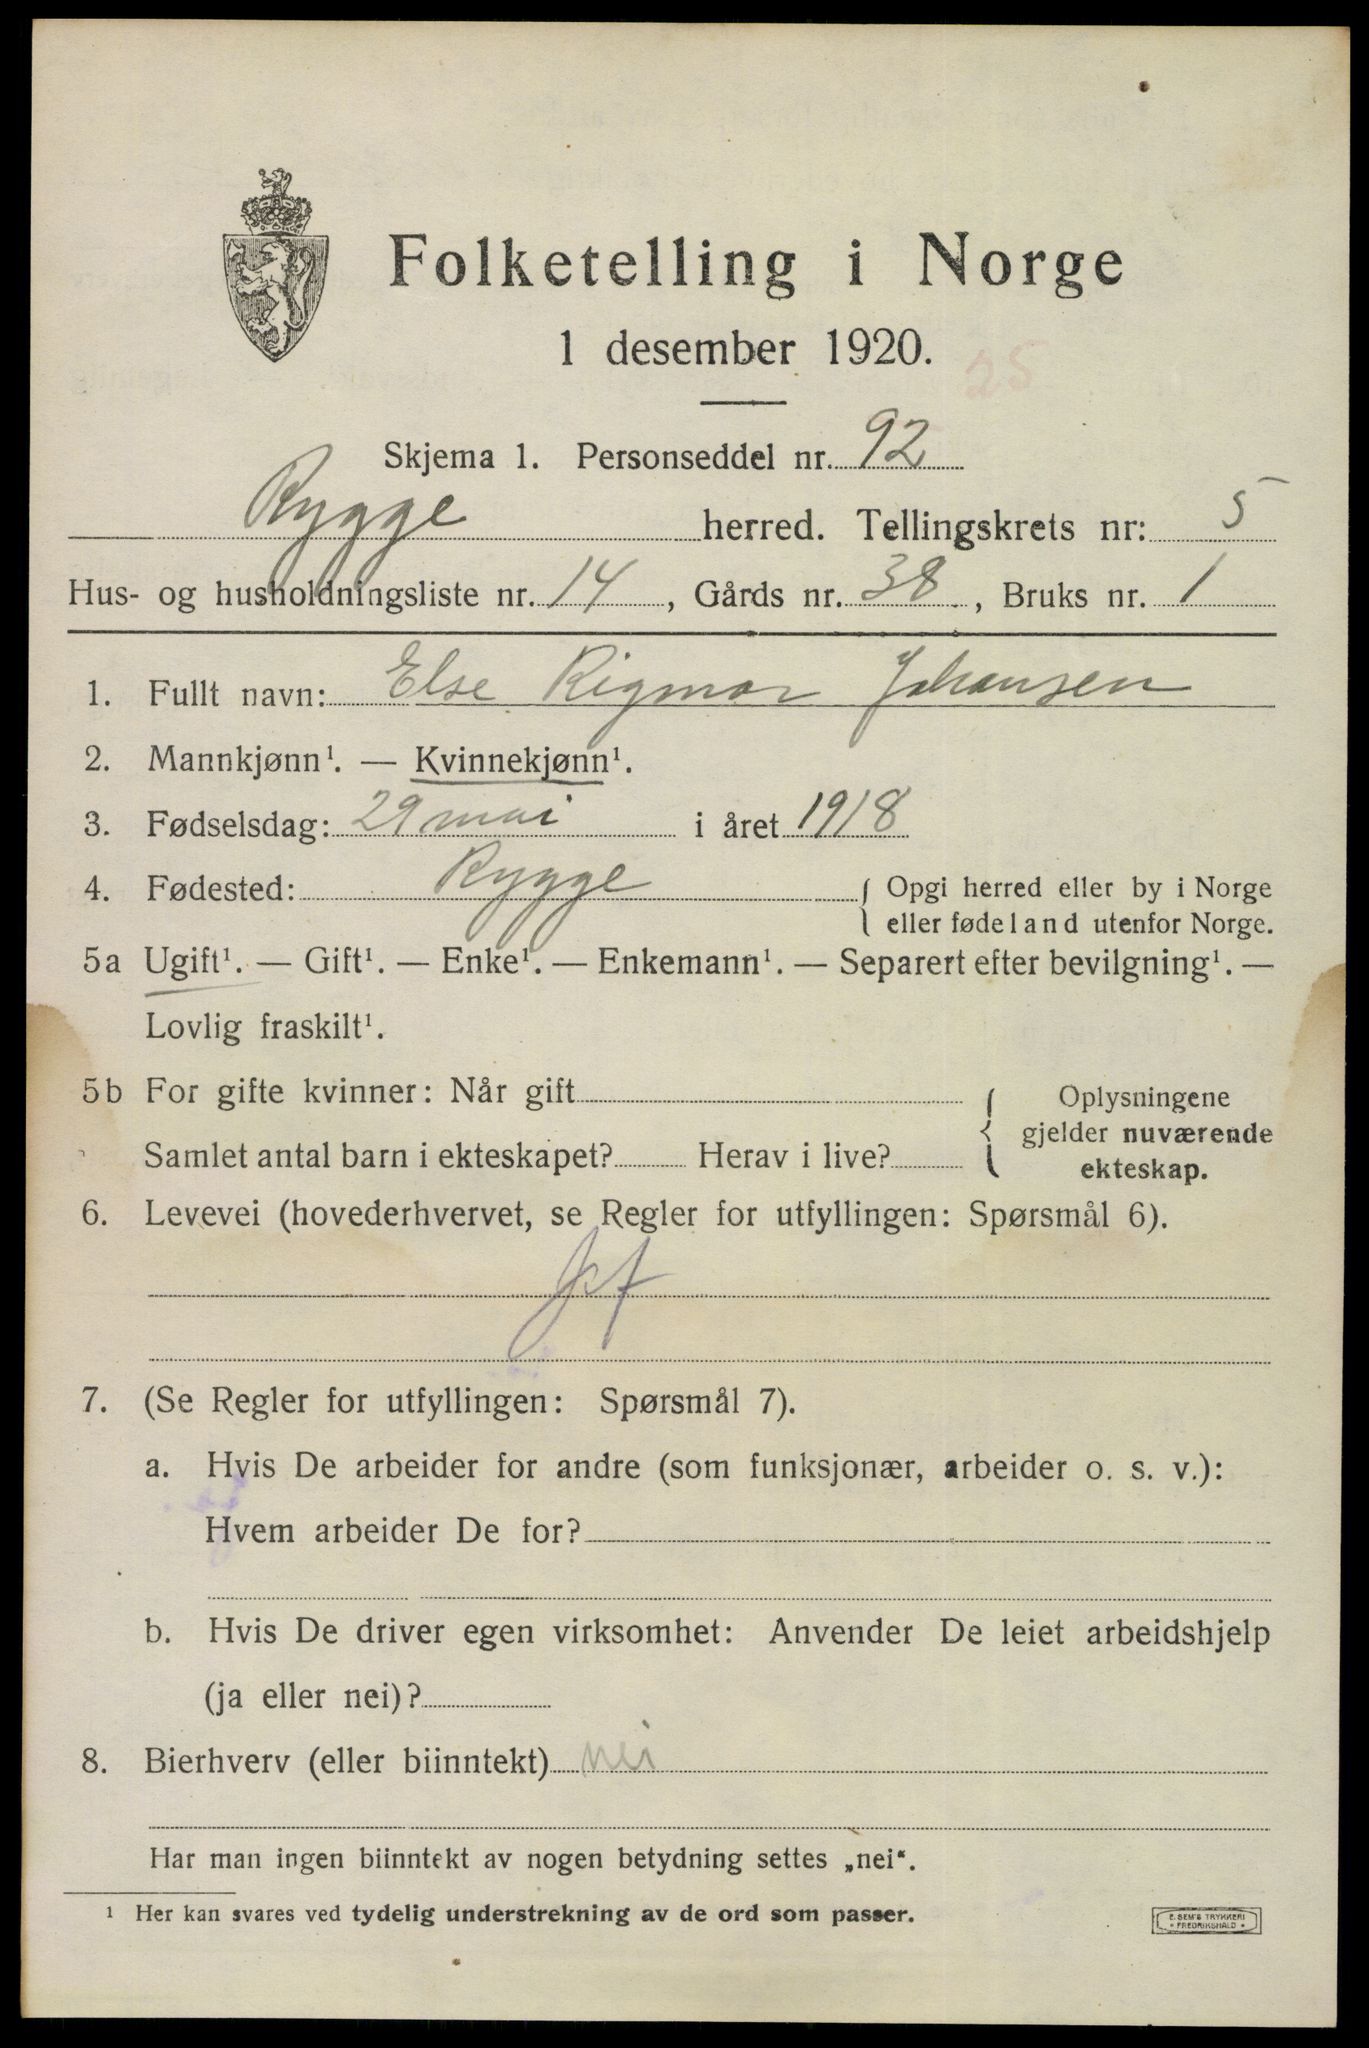 Folketelling i Norge
1 desember 1920.
25
Skjema 1. Personseddel nr. 92
Rygge herred. Tellingskrets nr: 5
Hus- og husholdningsliste nr. 14, Gårds nr. 38, Bruks nr. 1
1. Fullt navn: Else Rigmor Johansen
2. Mannkjønn¹. — Kvinnekjønn¹.
3. Fødselsdag: 29 mai i året 1918
4. Fødested: Rygge { Opgi herred eller by i Norge
eller fødeland utenfor Norge.
5a Ugift¹. — Gift¹. — Enke¹. — Enkemann¹. — Separert efter bevilgning¹. —
Lovlig fraskilt¹.
5b For gifte kvinner: Når gift
Samlet antal barn i ekteskapet? Herav i live?
Oplysningene
gjelder nuværende
ekteskap.
6. Levevei (hovederhvervet, se Regler for utfyllingen: Spørsmål 6).
7. (Se Regler for utfyllingen: Spørsmål 7).
a. Hvis De arbeider for andre (som funksjonær, arbeider o. s. v.):
Hvem arbeider De for?
b. Hvis De driver egen virksomhet: Anvender De leiet arbeidshjelp
(ja eller nei)?
8. Bierhverv (eller biinntekt) nei
Har man ingen biinntekt av nogen betydning settes „nei“.
¹ Her kan svares ved tydelig understrekning av de ord som passer.
E. SEM'S TRYKKERI
• FREDRIKSHALD •